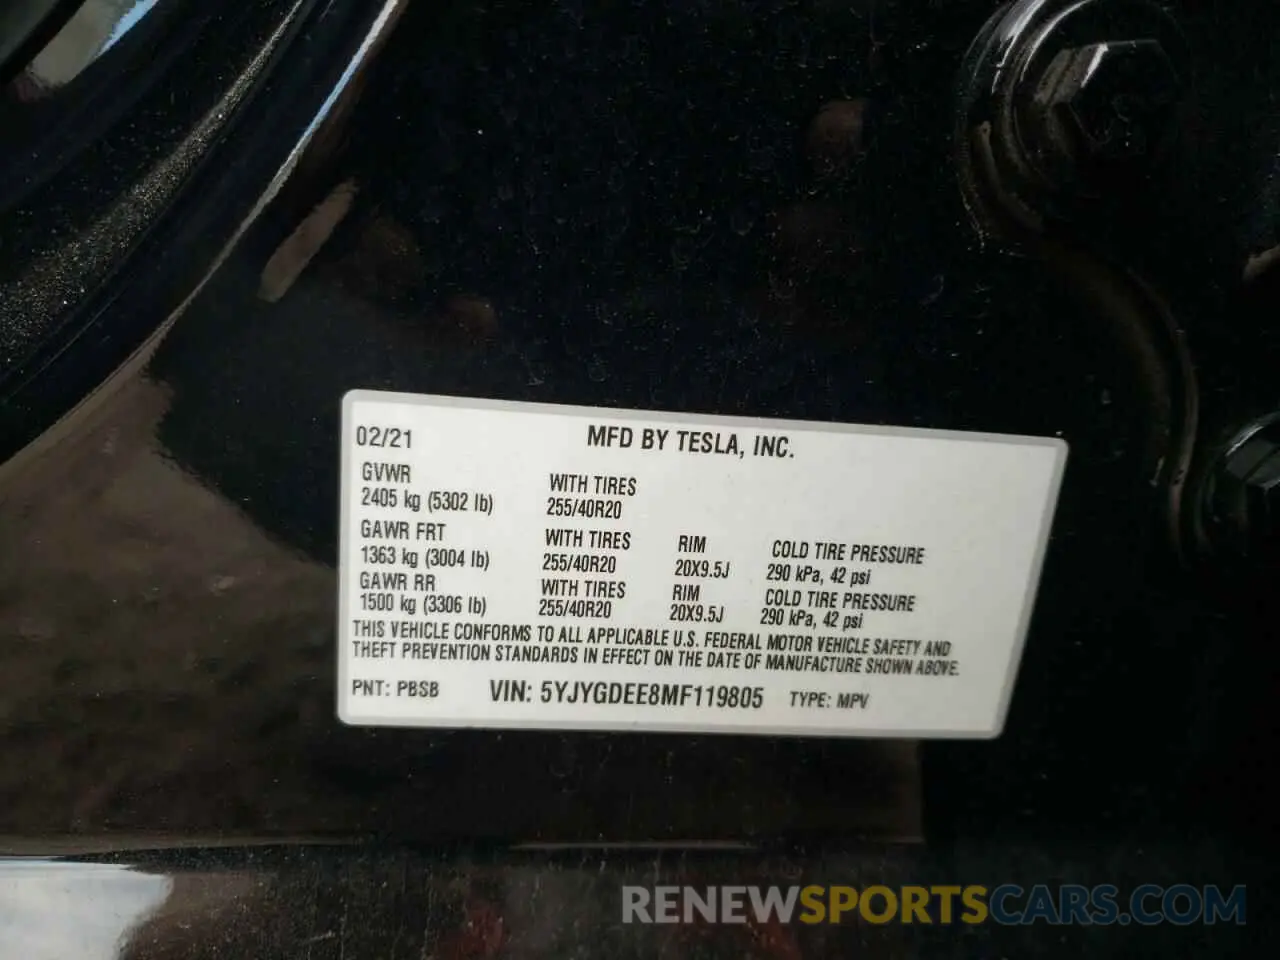 02/21 MFD BY TESLA, INC.
GVWR WITH TIRES
2405 kg (5302 lb) 255/40R20
GAWR FRT WITH TIRES RIM COLD TIRE PRESSURE
1363 kg (3004 lb) 255/40R20 20X9.5J 290 kPa, 42 psi
GAWR RR WITH TIRES RIM COLD TIRE PRESSURE
1500 kg (3306 lb) 255/40R20 20X9.5J 290 kPa, 42 psi
THIS VEHICLE CONFORMS TO ALL APPLICABLE U.S. FEDERAL MOTOR VEHICLE SAFETY AND
THEFT PREVENTION STANDARDS IN EFFECT ON THE DATE OF MANUFACTURE SHOWN ABOVE.
PNT: PBSB VIN: 5YJYGDEE8MF119805 TYPE: MPV
RENEWSPORTSCARS.COM